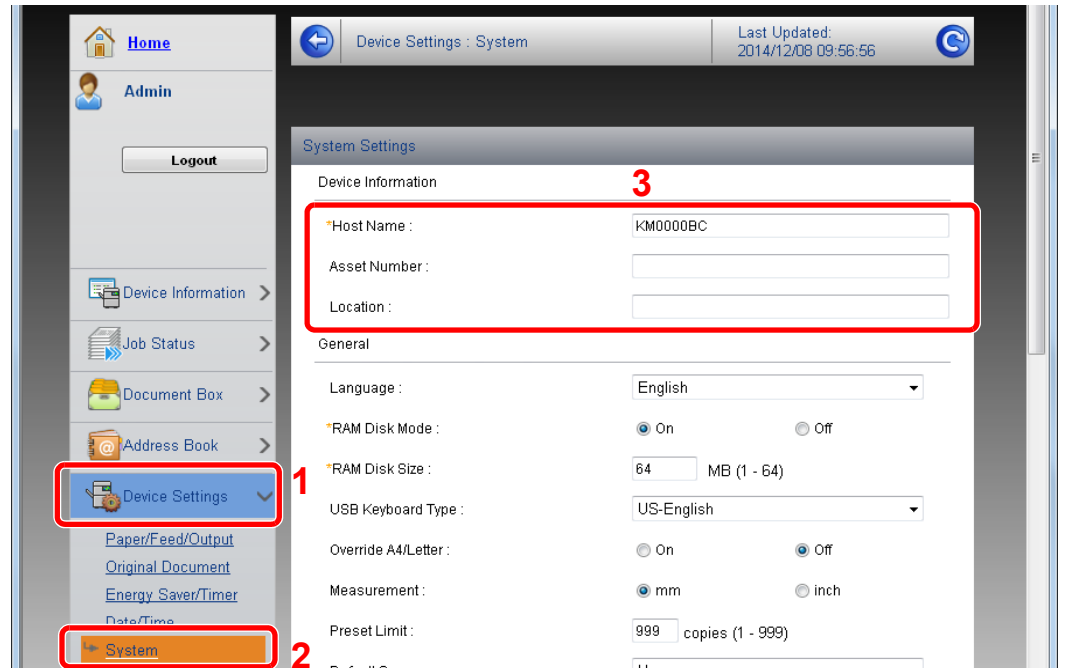 Home
Admin
Logout
Device Information
Job Status
Document Box
Address Book
1
Device Settings
Paper/Feed/Output
Original Document
Energy Saver/Timer
Date/Time
System
2
Device Settings : System
Last Updated:
2014/12/08 09:56:56
System Settings
Device Information
3
*Host Name : KM0000BC
Asset Number :
Location :
General
Language : English
*RAM Disk Mode : On Off
*RAM Disk Size : 64 MB (1 - 64)
USB Keyboard Type : US-English
Override A4/Letter : On Off
Measurement : mm inch
Preset Limit : 999 copies (1 - 999)